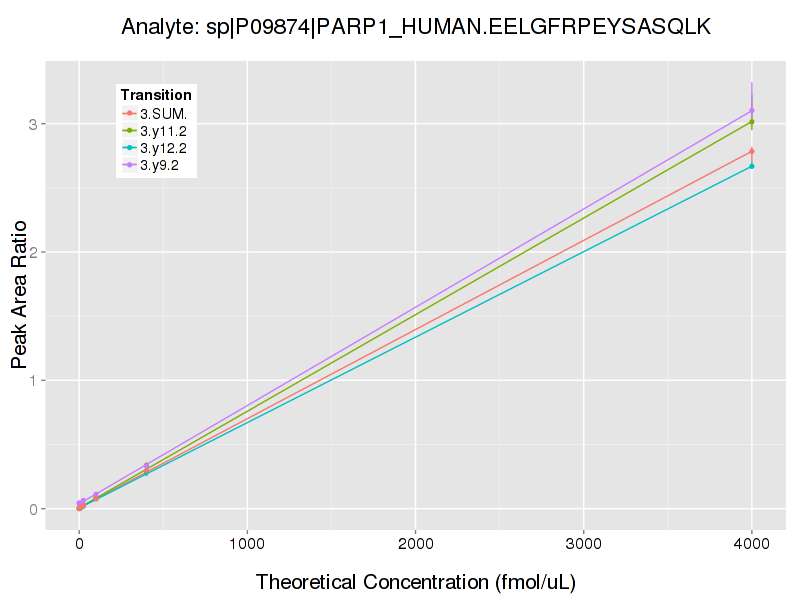 Analyte: sp|P09874|PARP1_HUMAN.EELGFRPEYSASQLK
Transition
3.SUM.
3.y11.2
3.y12.2
3.y9.2
Peak Area Ratio
3
2
1
0
0 1000 2000 3000 4000
Theoretical Concentration (fmol/uL)